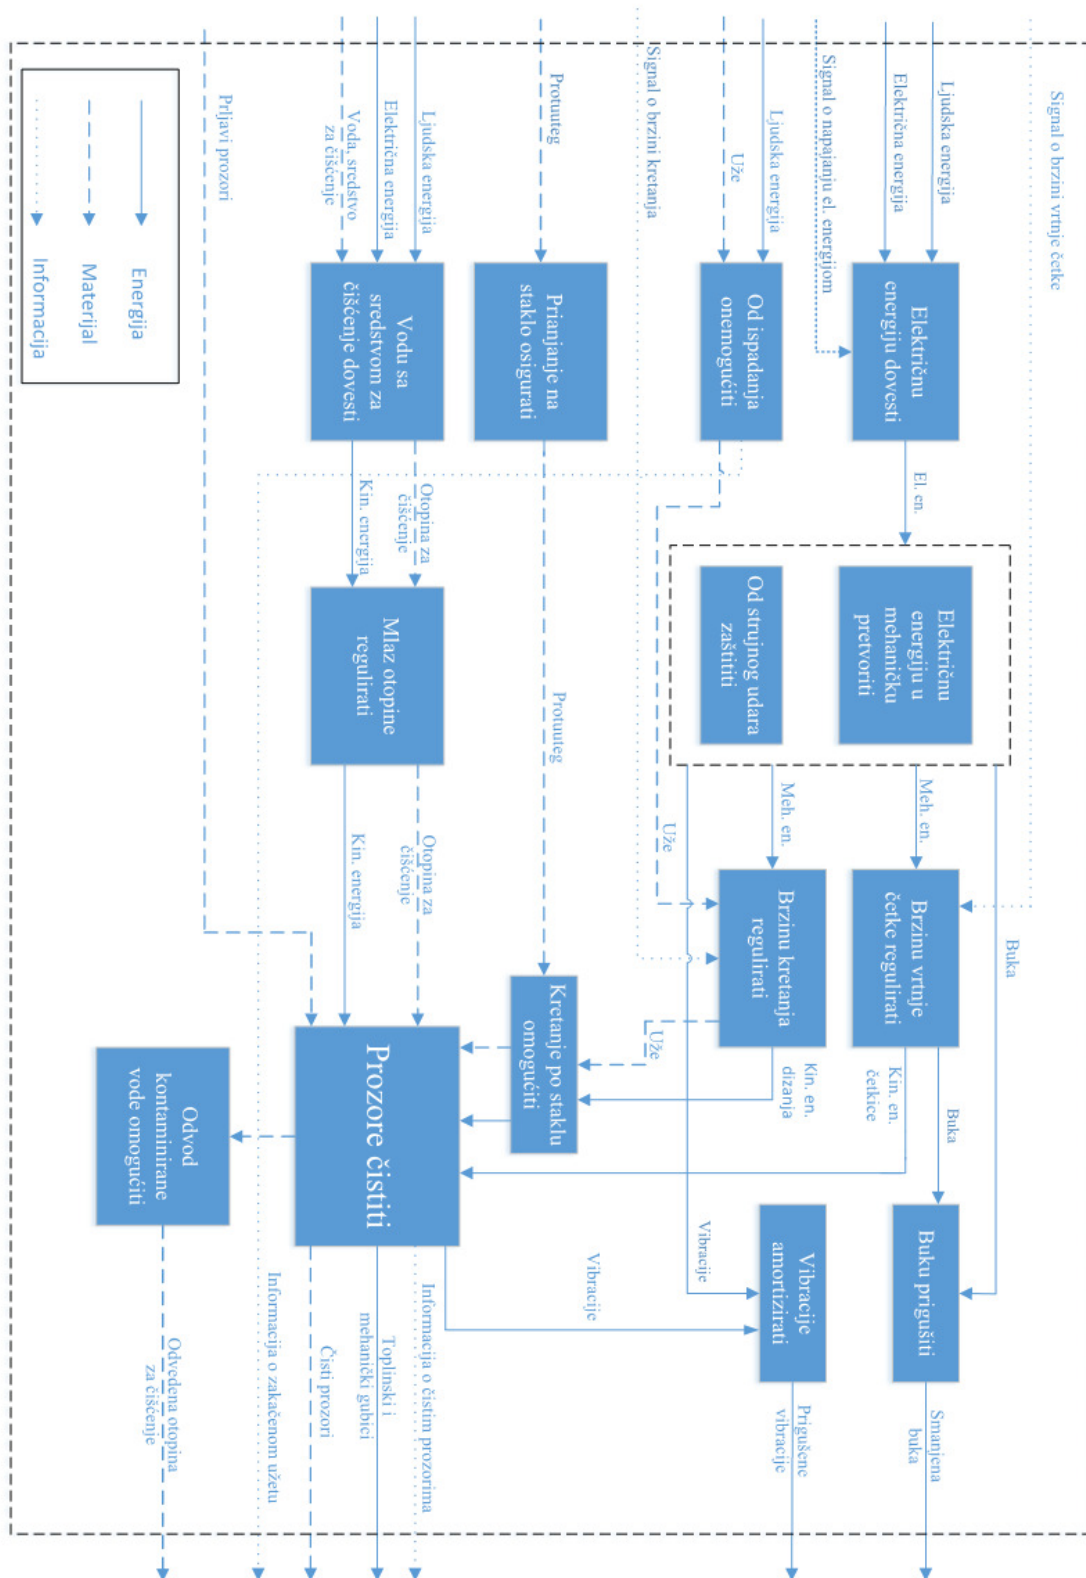 Signal o brzini vrtnje četke
Ljudska energija
Električna energija
Signal o napajanju el. energijom
Električnu
energiju dovesti
El. en.
Električnu
energiju u
mehaničku
pretvoriti
Od strujnog udara
zaštititi
Meh. en.
Meh. en.
Buka
Brzinu vrtnje
četke regulirati
Kin. en.
četkice
Buka
Buku prigušiti
Smanjena
buka
Ljudska energija
Uže
Od ispadanja
onemogućiti
Uže
Signal o brzini kretanja
Brzinu kretanja
regulirati
Kin. en.
dizanja
Uže
Vibracije
Vibracije
Vibracije
amortizirati
Prigušene
vibracije
Protuuteg
Prianjanje na
staklo osigurati
Protuuteg
Kretanje po staklu
omogućiti
Ljudska energija
Električna energija
Voda, sredstvo
za čišćenje
Vodu sa
sredstvom za
čišćenje dovesti
Otopina za
čišćenje
Kin. energija
Mlaz otopine
regulirati
Otopina za
čišćenje
Kin. energija
Prozore čistiti
Informacija o čistim prozorima
Toplinski i
mehanički gubici
Čisti prozori
Informacija o zakačenom užetu
Prljavi prozori
Odvod
kontaminirane
vode omogućiti
Odvedena otopina
za čišćenje
Energija
Materijal
Informacija